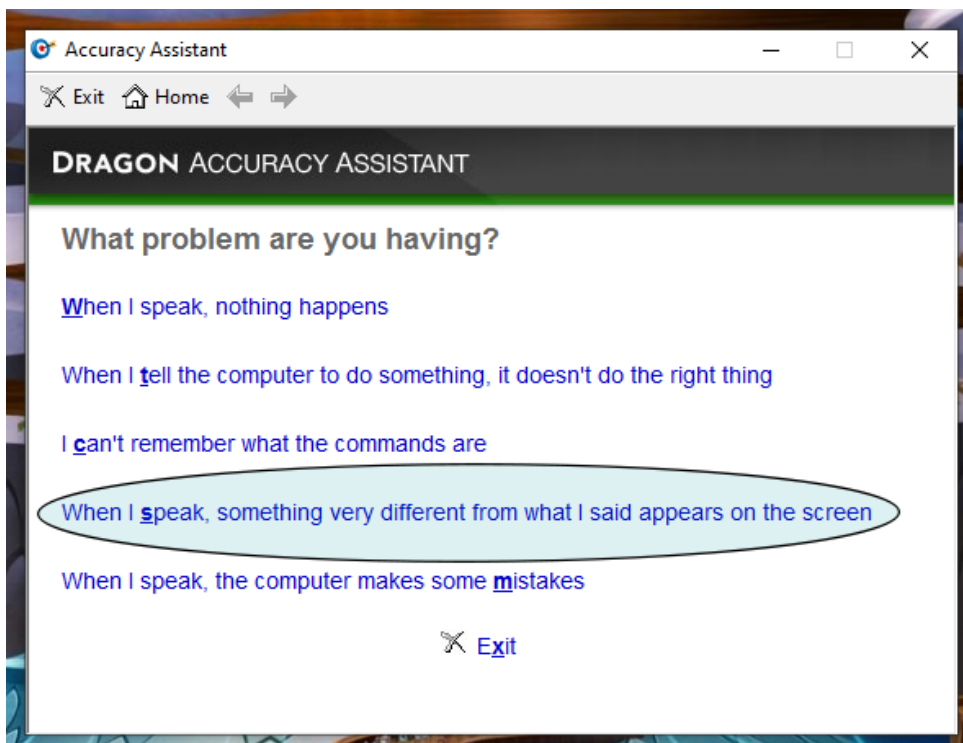 Accuracy Assistant
Exit Home
DRAGON ACCURACY ASSISTANT
What problem are you having?
When I speak, nothing happens
When I tell the computer to do something, it doesn't do the right thing
I can't remember what the commands are
When I speak, something very different from what I said appears on the screen
When I speak, the computer makes some mistakes
Exit